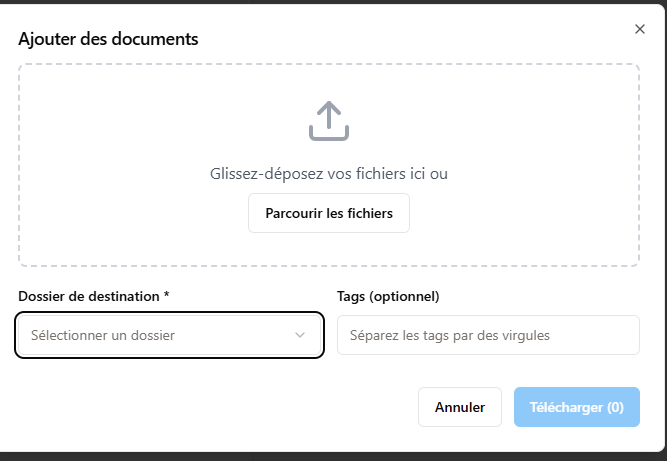 Ajouter des documents
Glissez-déposez vos fichiers ici ou
Parcourir les fichiers
Dossier de destination *
Tags (optionnel)
Sélectionner un dossier
Séparez les tags par des virgules
Annuler
Télécharger (0)